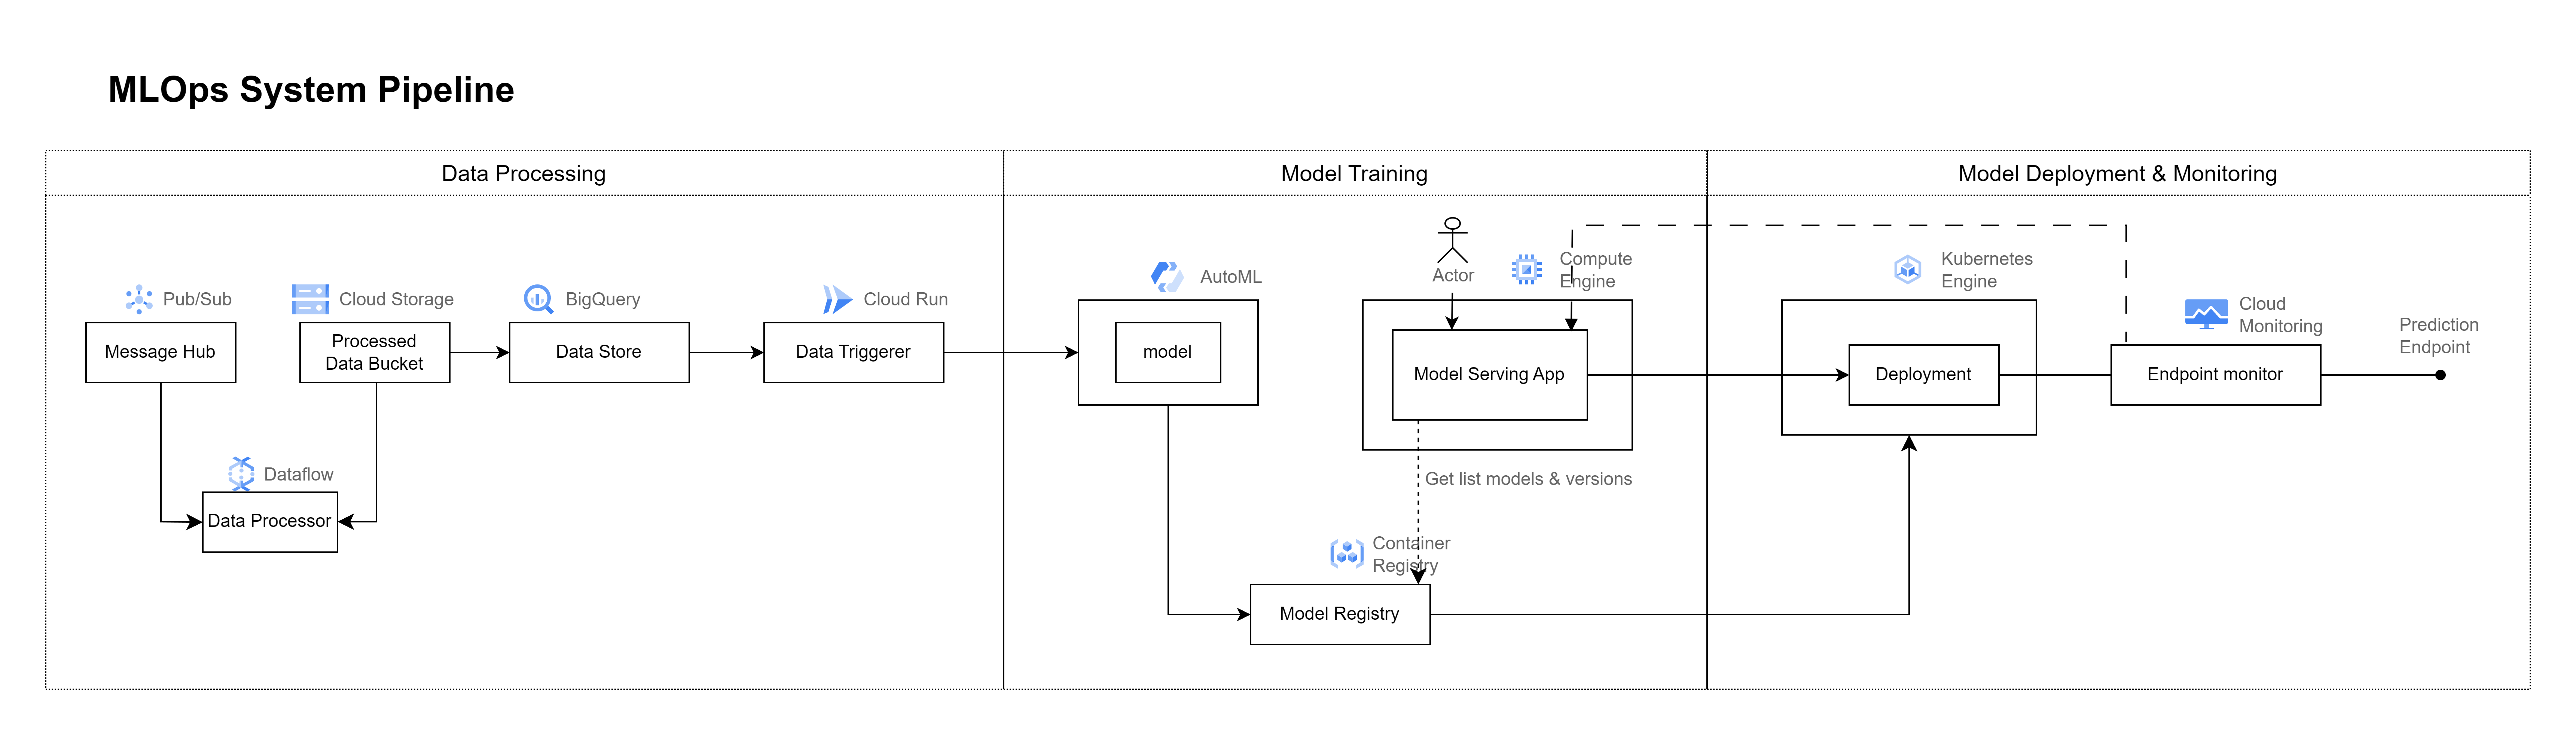 MLOps System Pipeline
Data Processing
Model Training
Model Deployment & Monitoring
Pub/Sub
Message Hub
Cloud Storage
Processed
Data Bucket
BigQuery
Data Store
Cloud Run
Data Triggerer
Dataflow
Data Processor
AutoML
model
Actor
Compute
Engine
Model Serving App
Get list models & versions
Container
Registry
Model Registry
Kubernetes
Engine
Deployment
Cloud
Monitoring
Endpoint monitor
Prediction
Endpoint